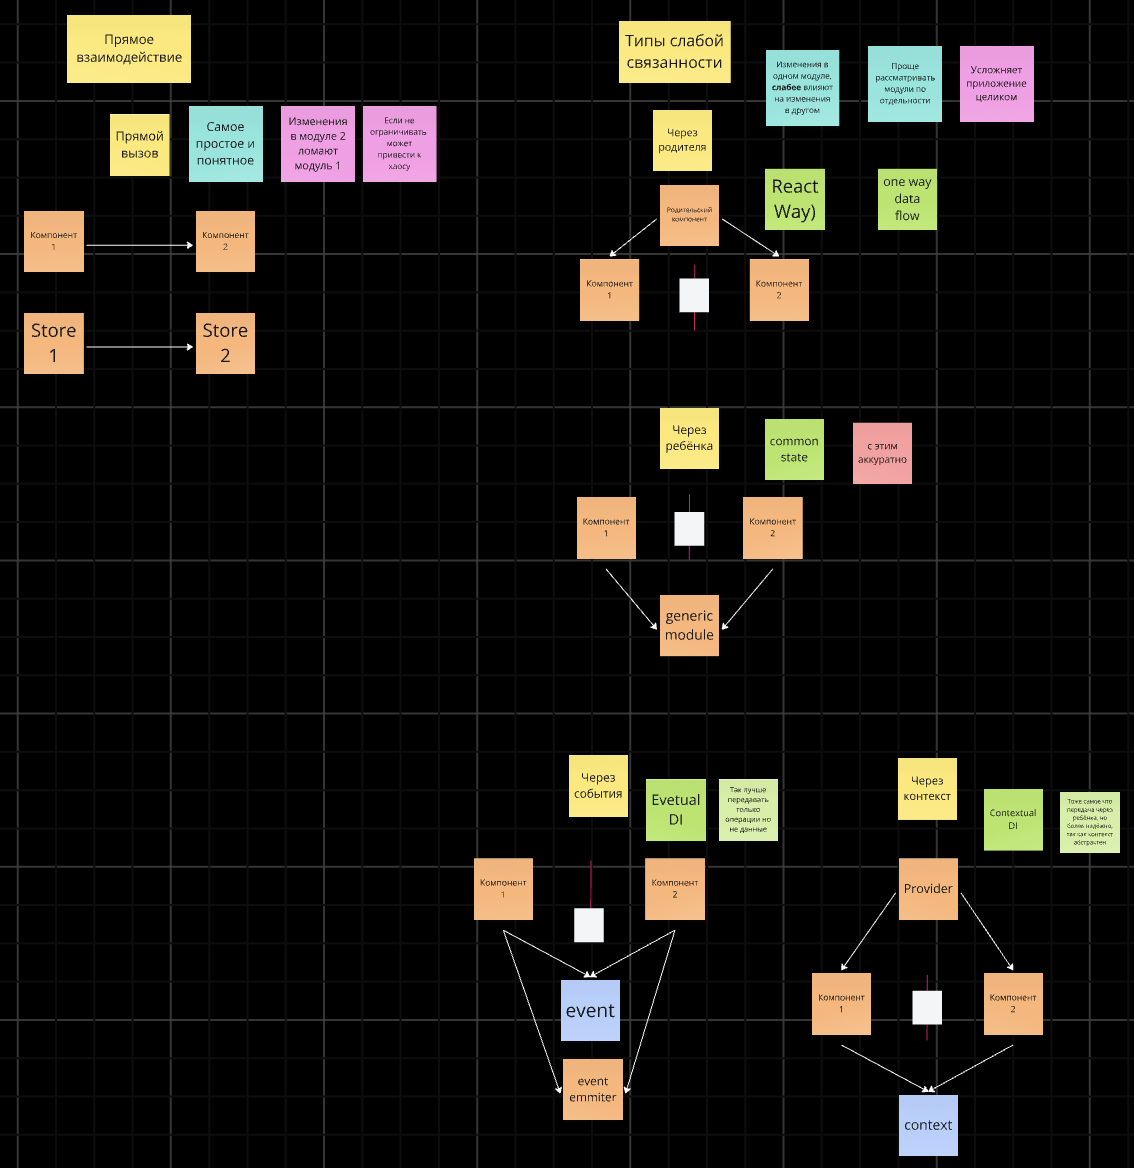 Прямое
взаимодействие
Прямой
вызов
Самое
простое и
понятное
Изменения
в модуле 2
ломают
модуль 1
Если не
ограничивать
может
привести к
хаосу
Компонент
1
Компонент
2
Store
1
Store
2
Типы слабой
связанности
Изменения в
одном модуле,
слабее влияют
на изменения
в другом
Проще
рассматривать
модули по
отдельности
Усложняет
приложение
целиком
Через
родителя
React
Way)
one way
data
flow
Родительский
компонент
Компонент
1
Компонент
2
Через
ребёнка
common
state
с этим
аккуратно
Компонент
1
Компонент
2
generic
module
Через
события
Evetual
DI
Так лучше
передавать
только
операции но
не данные
Компонент
1
Компонент
2
event
event
emmiter
Через
контекст
Contextual
DI
Тоже самое что
передача через
ребёнка, но
более надёжно,
так как контекст
абстрактен
Provider
Компонент
1
Компонент
2
context